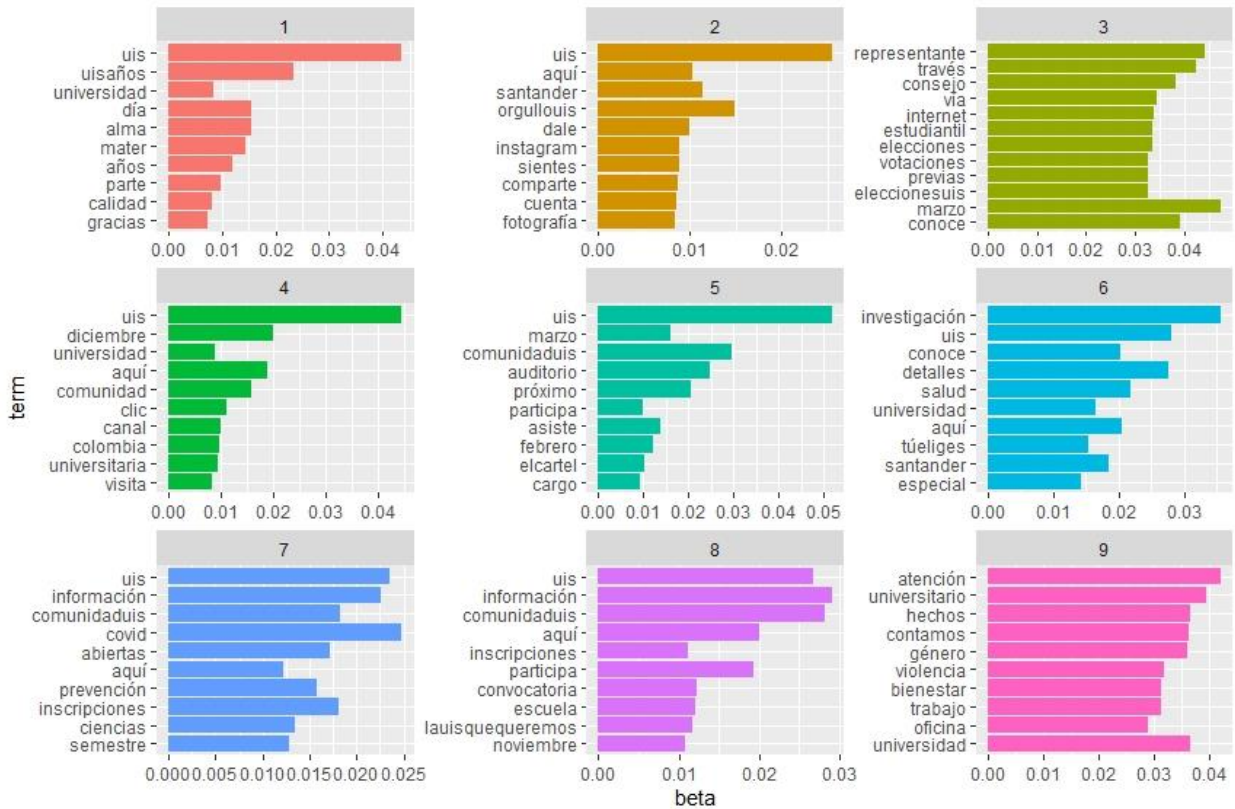 1
uis
uisaños
universidad
día
alma
mater
años
parte
calidad
gracias
0.00 0.01 0.02 0.03 0.04
2
uis
aquí
santander
orgullouis
dale
instagram
sientes
comparte
cuenta
fotografía
0.00 0.01 0.02
3
representante
través
consejo
vía
internet
estudiantil
elecciones
votaciones
previas
eleccionesuis
marzo
conoce
0.00 0.01 0.02 0.03 0.04
term
4
uis
diciembre
universidad
aquí
comunidad
clic
canal
colombia
universitaria
visita
0.00 0.01 0.02 0.03 0.04
5
uis
marzo
comunidaduis
auditorio
próximo
participa
asiste
febrero
elcartel
cargo
0.00 0.01 0.02 0.03 0.04 0.05
6
investigación
uis
conoce
detalles
salud
universidad
aquí
túeliges
santander
especial
0.00 0.01 0.02 0.03
7
uis
información
comunidaduis
covid
abiertas
aquí
prevención
inscripciones
ciencias
semestre
0.000 0.005 0.010 0.015 0.020 0.025
8
uis
información
comunidaduis
aquí
inscripciones
participa
convocatoria
escuela
lauisquequeremos
noviembre
0.00 0.01 0.02 0.03
9
atención
universitario
hechos
contamos
género
violencia
bienestar
trabajo
oficina
universidad
0.00 0.01 0.02 0.03 0.04
beta